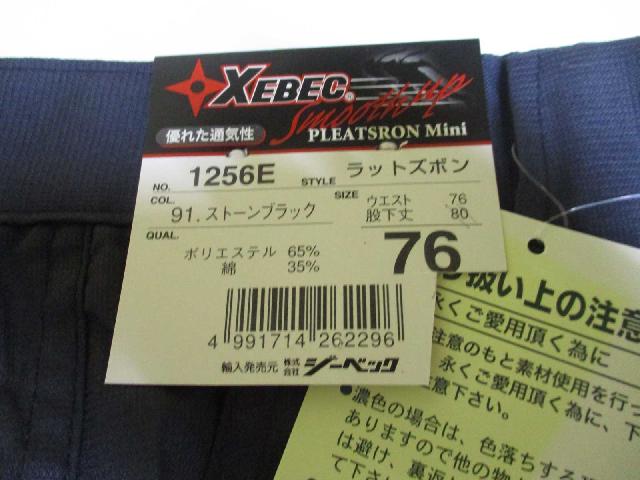 XEBEC®
Smooth up
優れた通気性
PLEATSRON Mini
NO. 1256E STYLE ラットズボン
COL. 91.ストーンブラック
SIZE ウエスト 76
股下丈 80
QUAL.
ポリエステル 65%
綿 35%
76
4 991714 262296
輸入発売元 株式会社 ジーベック
り扱い上の注意
永くご愛用頂く為に
注意のもと素材使用を行っ
永くご愛用頂く為に、下
意下さい。
●濃色の場合は、色落ちする
ありますので他の物
は避け、裏返し
て下さ